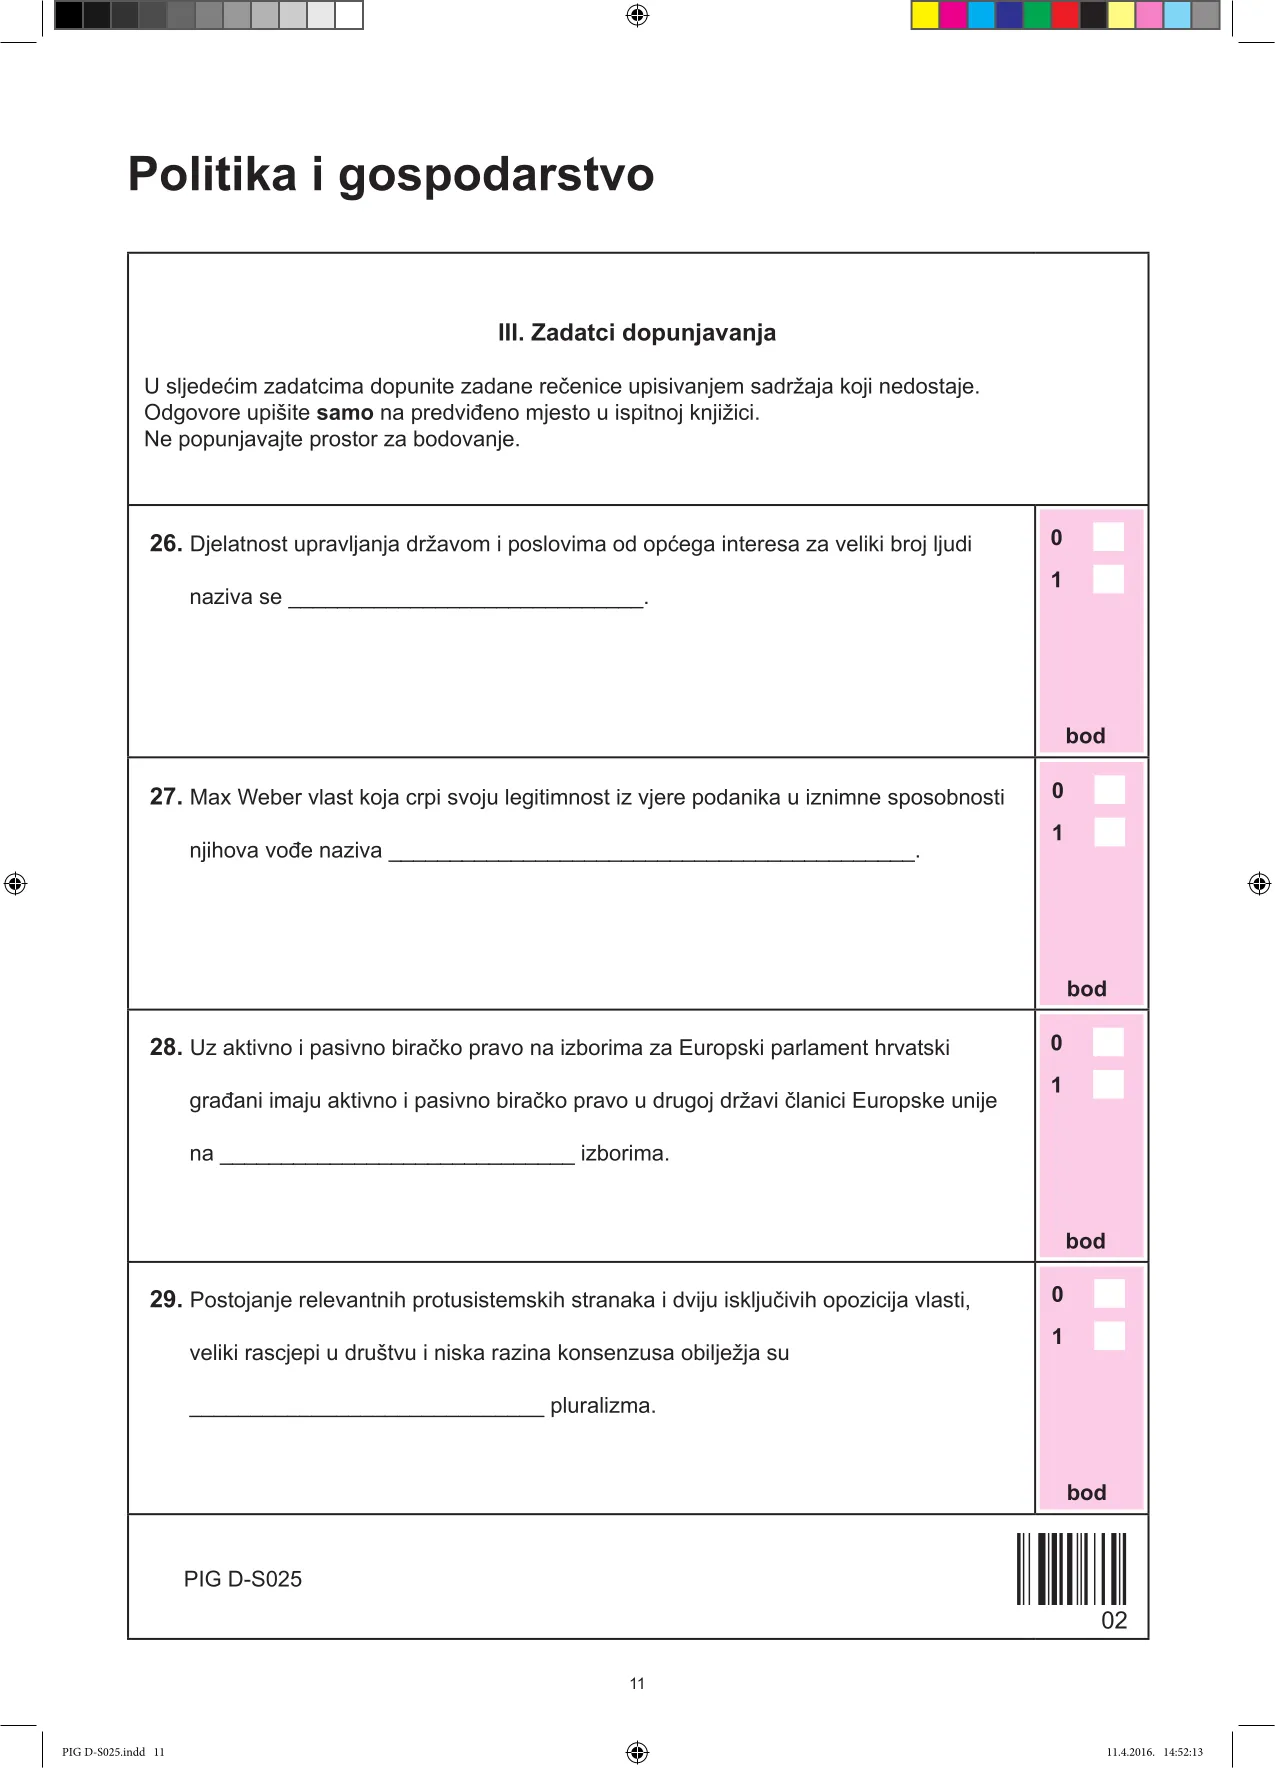 Politika i gospodarstvo
III. Zadatci dopunjavanja
U sljedećim zadatcima dopunite zadane rečenice upisivanjem sadržaja koji nedostaje.
Odgovore upišite samo na predviđeno mjesto u ispitnoj knjižici.
Ne popunjavajte prostor za bodovanje.
26. Djelatnost upravljanja državom i poslovima od općega interesa za veliki broj ljudi
naziva se _____________________________.
0
1
bod
27. Max Weber vlast koja crpi svoju legitimnost iz vjere podanika u iznimne sposobnosti
njihova vođe naziva ___________________________________________.
0
1
bod
28. Uz aktivno i pasivno biračko pravo na izborima za Europski parlament hrvatski
građani imaju aktivno i pasivno biračko pravo u drugoj državi članici Europske unije
na _____________________________ izborima.
0
1
bod
29. Postojanje relevantnih protusistemskih stranaka i dviju isključivih opozicija vlasti,
veliki rascjepi u društvu i niska razina konsenzusa obilježja su
_____________________________ pluralizma.
0
1
bod
PIG D-S025
02
11
PIG D-S025.indd 11
11.4.2016. 14:52:13